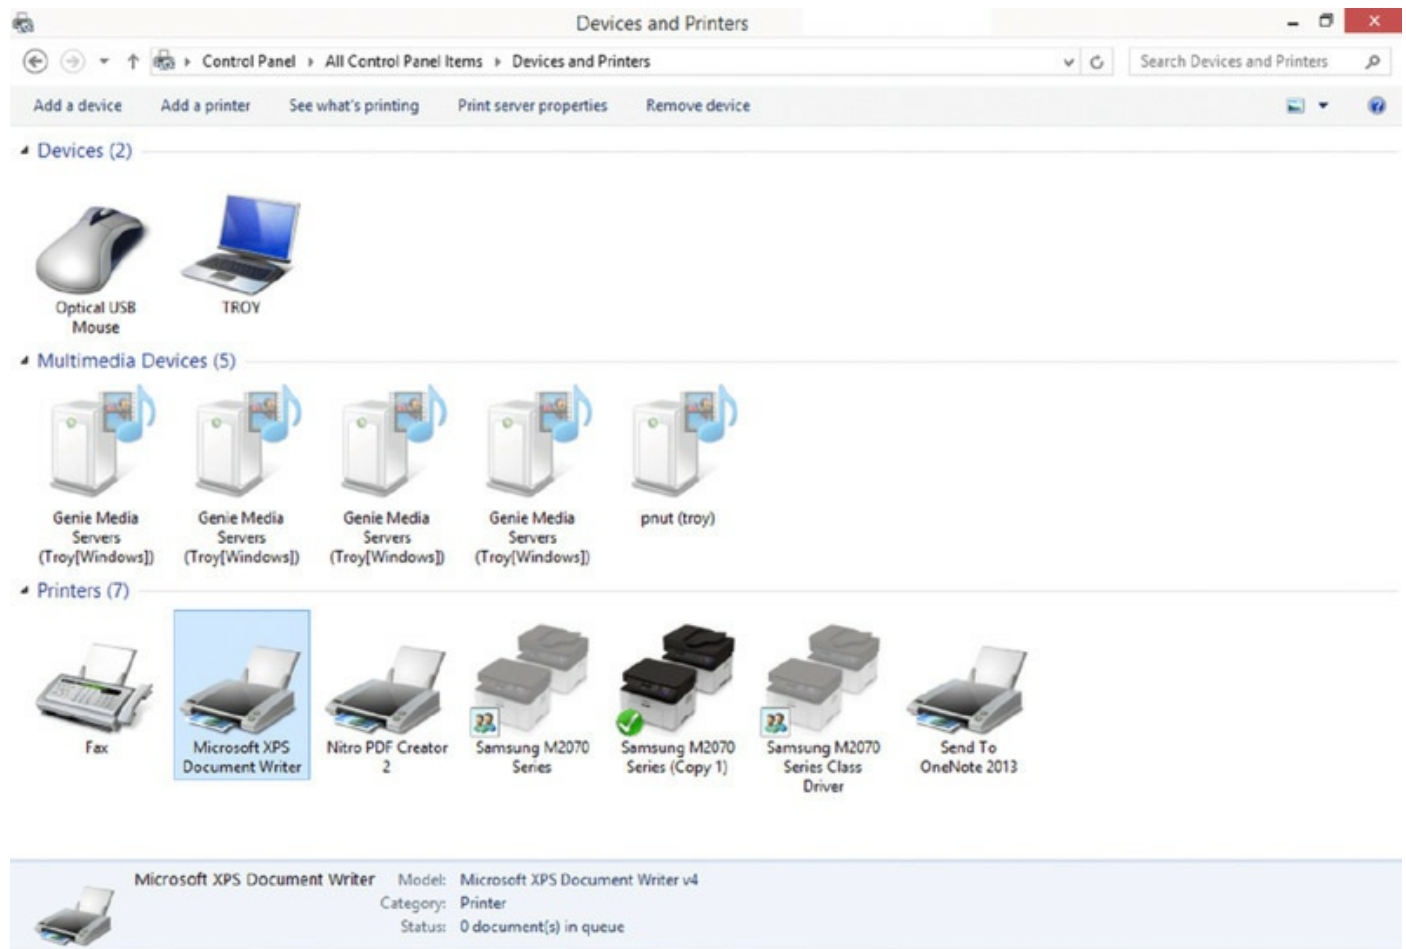 Devices and Printers
Control Panel All Control Panel Items Devices and Printers Search Devices and Printers
Add a device Add a printer See what's printing Print server properties Remove device
Devices (2)
Optical USB TROY
Mouse
Multimedia Devices (5)
Genie Media Genie Media Genie Media Genie Media pnut (troy)
Servers Servers Servers Servers
(Troy[Windows]) (Troy[Windows]) (Troy[Windows]) (Troy[Windows])
Printers (7)
Fax Microsoft XPS Nitro PDF Creator Samsung M2070 Samsung M2070 Samsung M2070 Send To
Document Writer 2 Series Series (Copy 1) Series Class OneNote 2013
Driver
Microsoft XPS Document Writer Model: Microsoft XPS Document Writer v4
Category: Printer
Status: 0 document(s) in queue